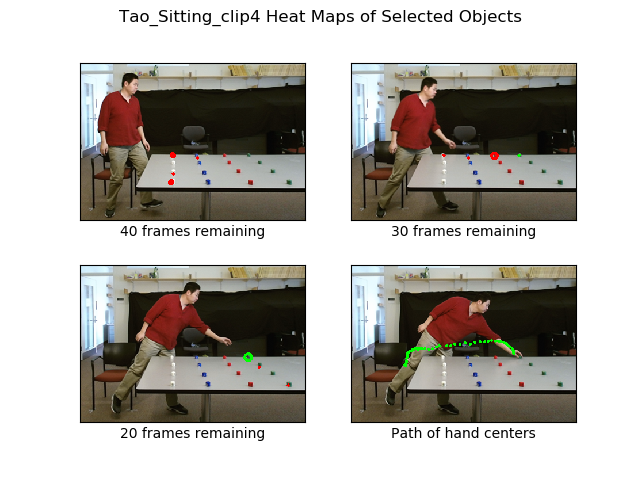 Tao_Sitting_clip4 Heat Maps of Selected Objects
40 frames remaining
30 frames remaining
20 frames remaining
Path of hand centers